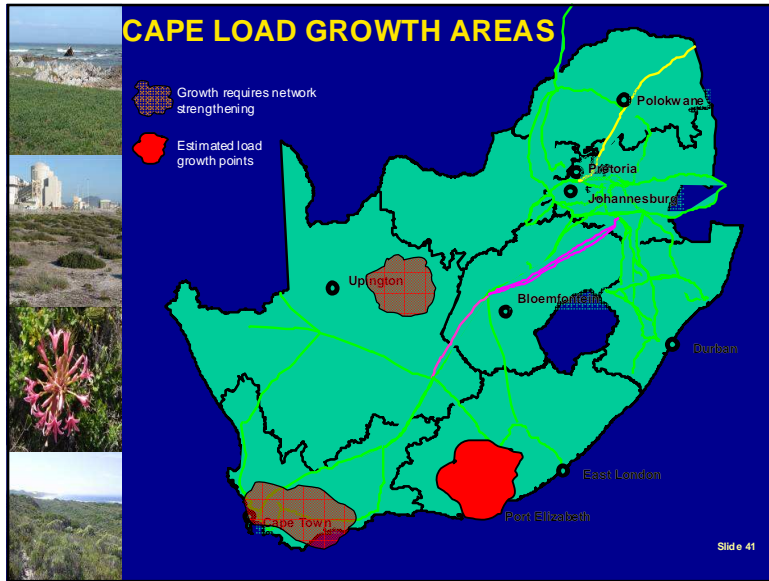 CAPE LOAD GROWTH AREAS
Growth requires network
strengthening
Estimated load
growth points
Polokwane
Pretoria
Johannesburg
Upington
Bloemfontein
Durban
East London
Cape Town
Port Elizabeth
Slide 41